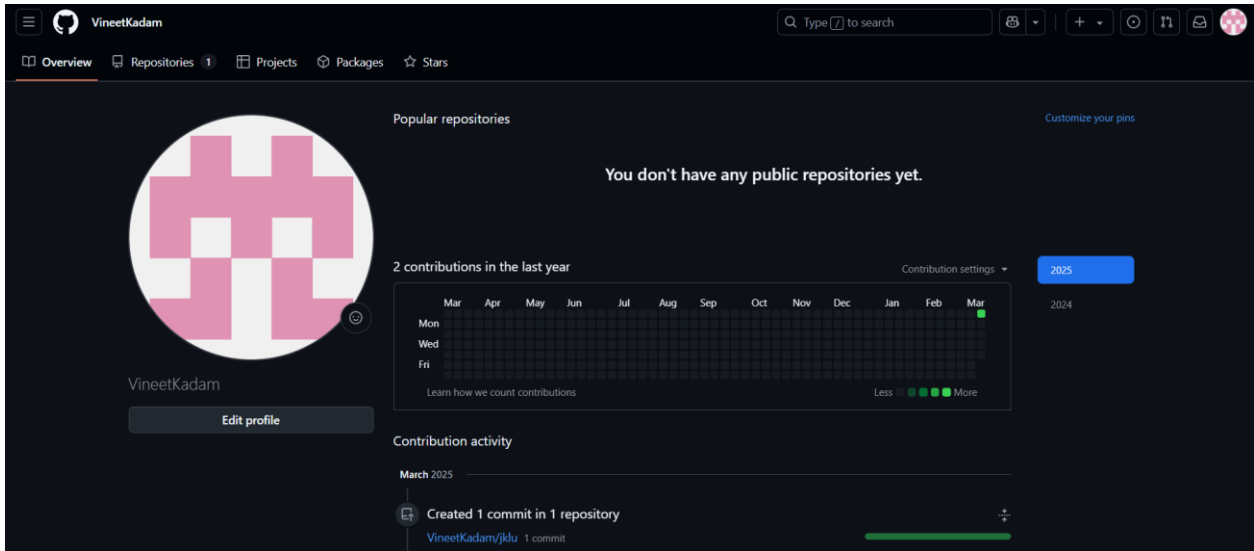 VineetKadam
Type / to search
Overview Repositories 1 Projects Packages Stars
Popular repositories
Customize your pins
You don't have any public repositories yet.
2 contributions in the last year
Contribution settings
2025
2024
Mar Apr May Jun Jul Aug Sep Oct Nov Dec Jan Feb Mar
Mon
Wed
Fri
Learn how we count contributions
Less More
VineetKadam
Edit profile
Contribution activity
March 2025
Created 1 commit in 1 repository
VineetKadam/jklu 1 commit